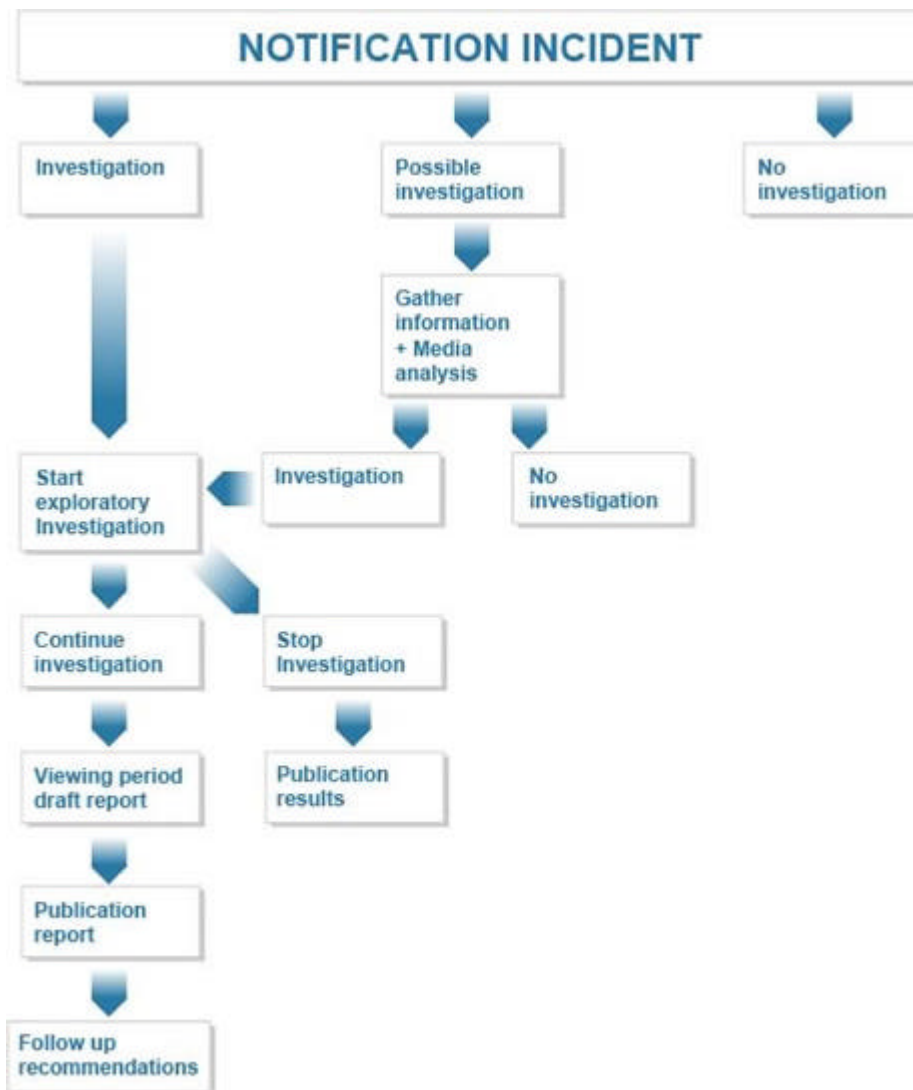 NOTIFICATION INCIDENT
Investigation
Possible
investigation
No
investigation
Gather
information
+ Media
analysis
Start
exploratory
Investigation
Investigation
No
investigation
Continue
investigation
Stop
Investigation
Viewing period
draft report
Publication
results
Publication
report
Follow up
recommendations